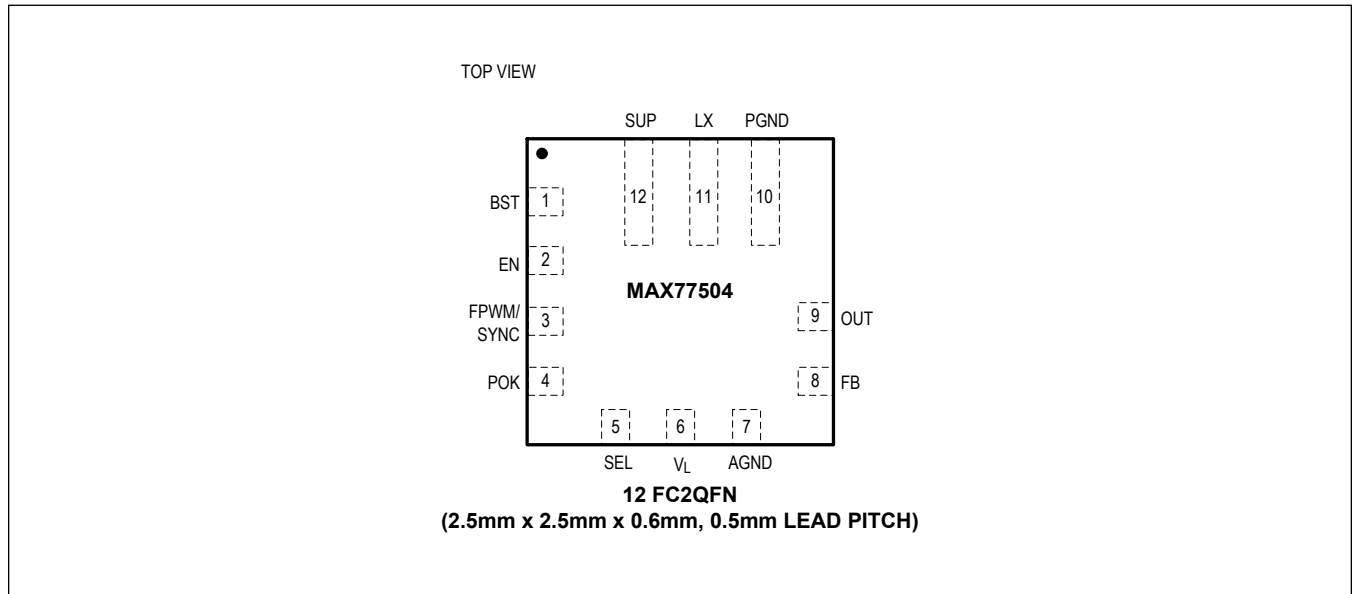 TOP VIEW
SUP LX PGND
BST 1 12 11 10
EN 2
MAX77504
FPWM/
SYNC 3 9 OUT
POK 4 8 FB
5 6 7
SEL VL AGND
12 FC2QFN
(2.5mm x 2.5mm x 0.6mm, 0.5mm LEAD PITCH)